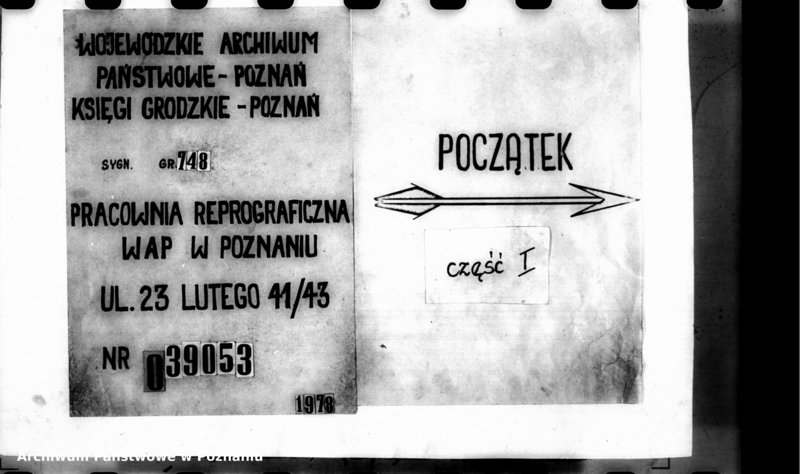 WOJEWÓDZKIE ARCHIWUM
PAŃSTWOWE - POZNAŃ
KSIĘGI GRODZKIE - POZNAŃ
SYGN. GR. 748
PRACOWNIA REPROGRAFICZNA
WAP W POZNANIU
UL. 23 LUTEGO 41/43
NR 039053
1978
POCZĄTEK
część I
Archiwum Państwowe w Poznaniu